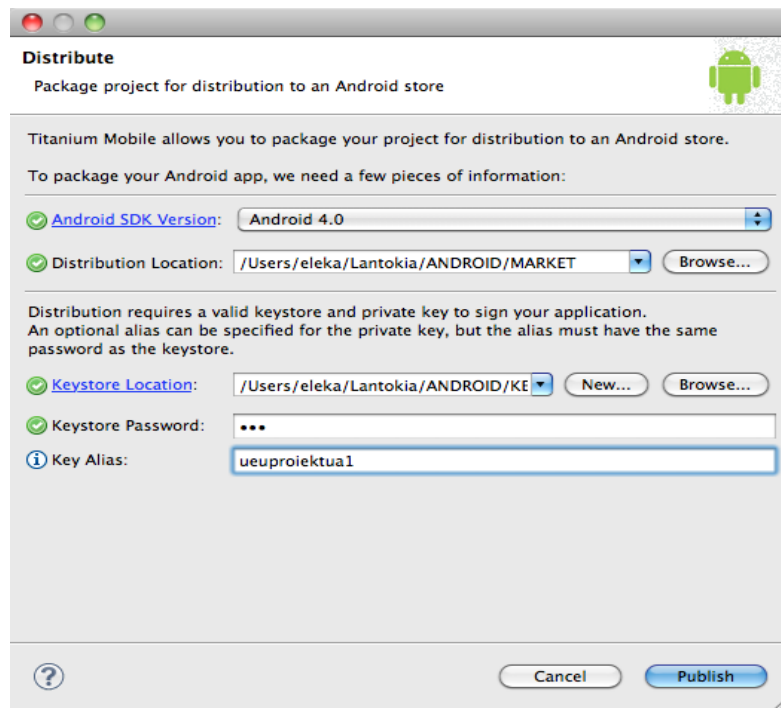 Distribute
Package project for distribution to an Android store
Titanium Mobile allows you to package your project for distribution to an Android store.
To package your Android app, we need a few pieces of information:
Android SDK Version: Android 4.0
Distribution Location: /Users/eleka/Lantokia/ANDROID/MARKET Browse...
Distribution requires a valid keystore and private key to sign your application.
An optional alias can be specified for the private key, but the alias must have the same
password as the keystore.
Keystore Location: /Users/eleka/Lantokia/ANDROID/KE New... Browse...
Keystore Password: •••
Key Alias: ueuproiektua1
? Cancel Publish